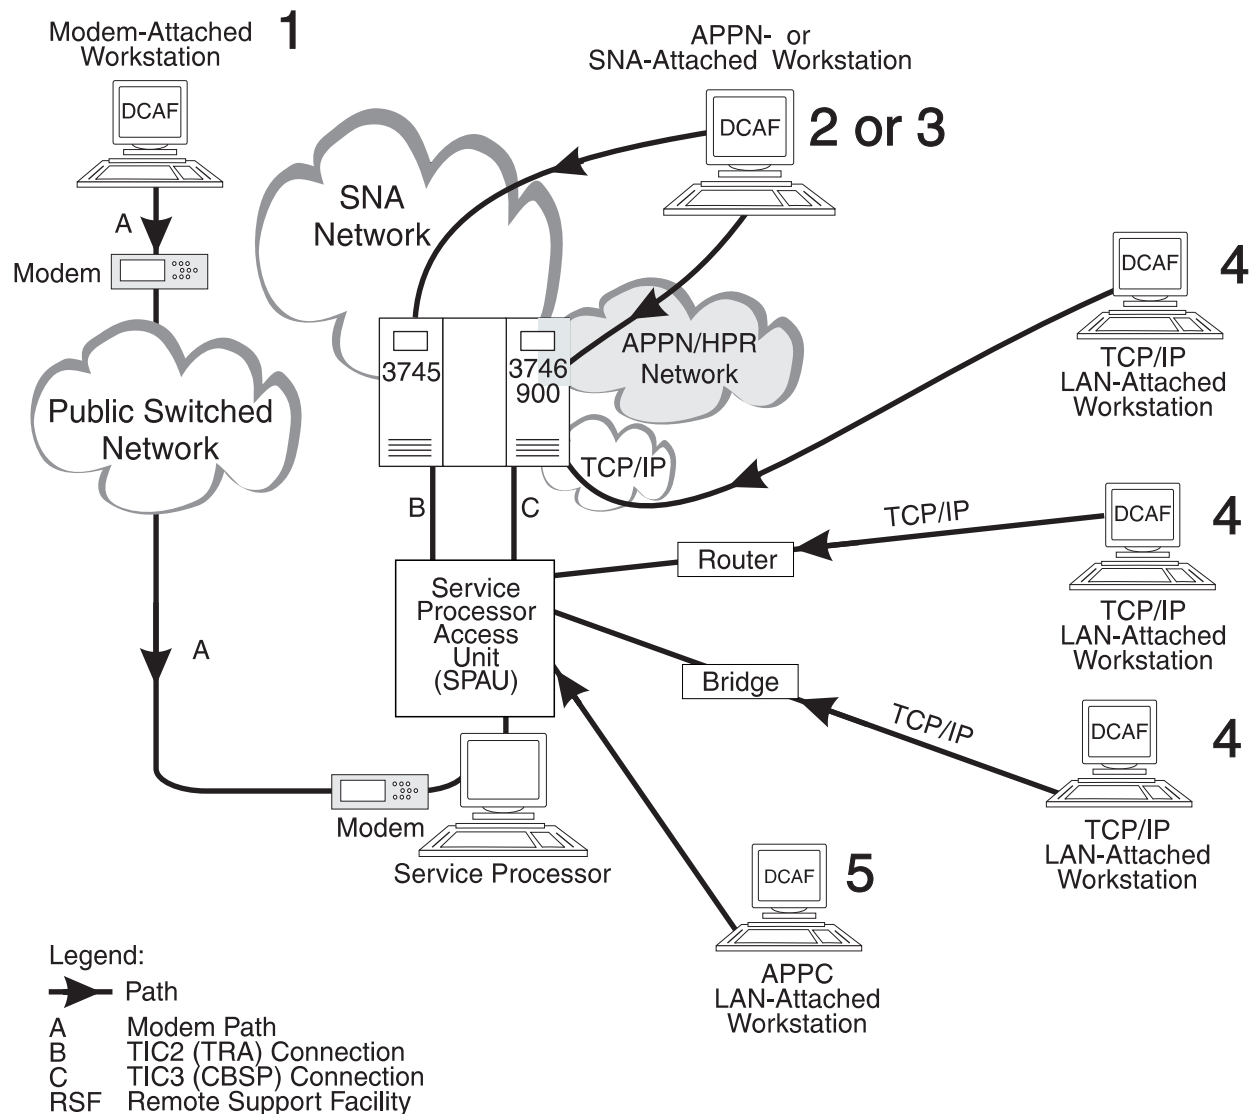 Modem-Attached
Workstation
1
DCAF
A
Modem
Public Switched
Network
A
Modem
APPN- or
SNA-Attached Workstation
DCAF
2 or 3
SNA
Network
APPN/HPR
Network
3745
3746
900
TCP/IP
B
C
DCAF
4
TCP/IP
LAN-Attached
Workstation
TCP/IP
Router
DCAF
4
TCP/IP
LAN-Attached
Workstation
Service
Processor
Access
Unit
(SPAU)
Bridge
TCP/IP
DCAF
4
TCP/IP
LAN-Attached
Workstation
Service Processor
DCAF
5
APPC
LAN-Attached
Workstation
Legend:
Path
A Modem Path
B TIC2 (TRA) Connection
C TIC3 (CBSP) Connection
RSF Remote Support Facility